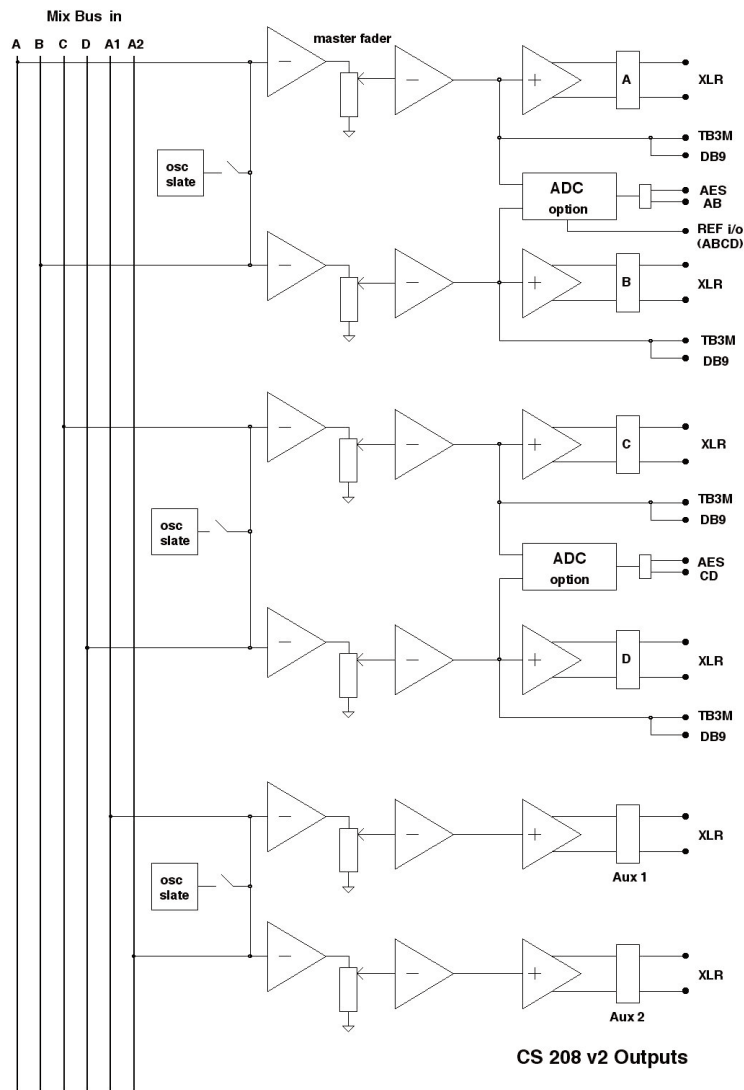 Mix Bus in
A B C D A1 A2
master fader
A
XLR
TB3M
DB9
osc
slate
ADC
option
AES
AB
REF i/o
(ABCD)
B
XLR
TB3M
DB9
C
XLR
TB3M
DB9
osc
slate
ADC
option
AES
CD
D
XLR
TB3M
DB9
XLR
Aux 1
osc
slate
XLR
Aux 2
CS 208 v2 Outputs